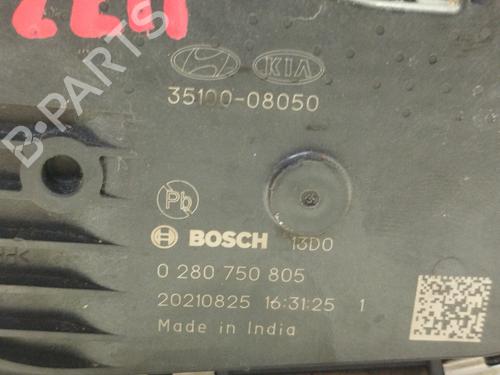 B-PARTS
KIA
35100-08050
Pb
BOSCH 13D0
0 280 750 805
20210825 16:31:25 1
Made in India